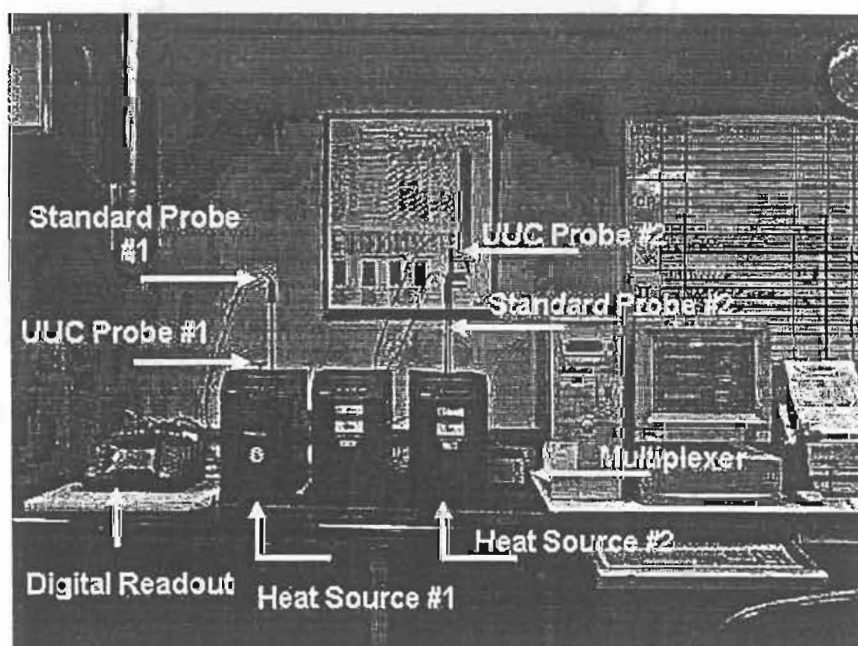 Standard Probe
#1
UUC Probe #2
Standard Probe #2
UUC Probe #1
Multiplexer
Heat Source #2
Digital Readout
Heat Source #1